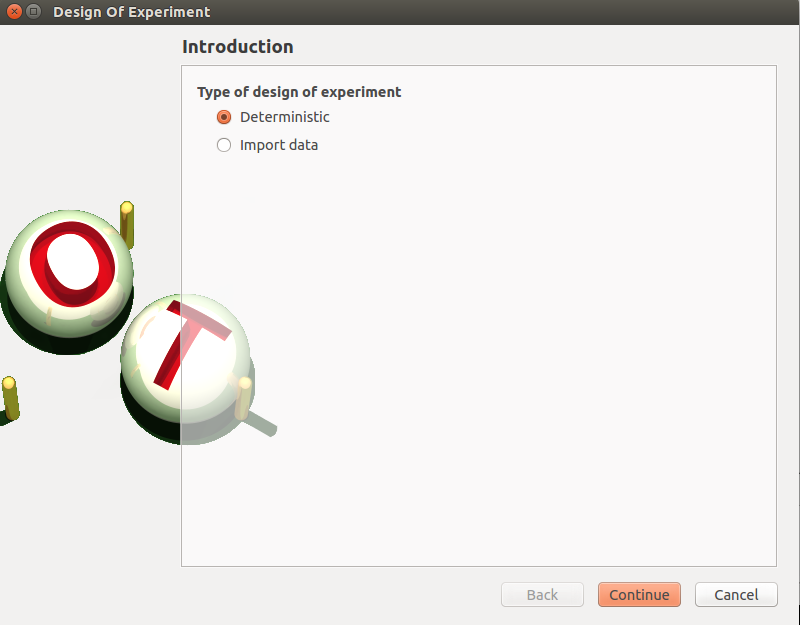 Design Of Experiment
Introduction
Type of design of experiment
Deterministic
Import data
O
T
Back
Continue
Cancel